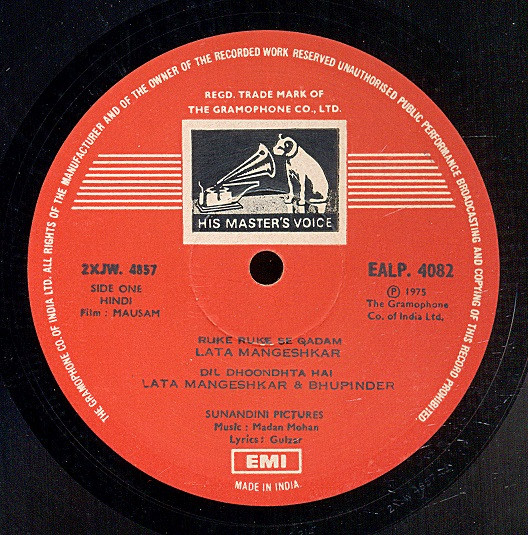 THE GRAMOPHONE CO. OF INDIA LTD. ALL RIGHTS OF THE MANUFACTURER AND OF THE OWNER OF THE RECORDED WORK RESERVED UNAUTHORISED PUBLIC PERFORMANCE BROADCASTING AND COPYING OF THIS RECORD PROHIBITED.
REGD. TRADE MARK OF
THE GRAMOPHONE CO., LTD.
HIS MASTER'S VOICE
2XJW. 4857
SIDE ONE
HINDI
Film : MAUSAM
EALP. 4082
Ⓟ 1975
The Gramophone
Co. of India Ltd,
RUKE RUKE SE QADAM
LATA MANGESHKAR
DIL DHOONDHTA HAI
LATA MANGESHKAR & BHUPINDER
SUNANDINI PICTURES
Music : Madan Mohan
Lyrics : Gulzar
EMI
MADE IN INDIA